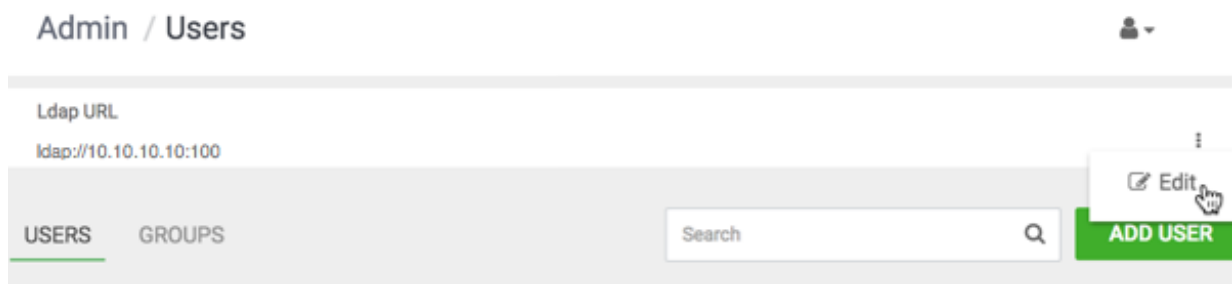 Admin / Users
Ldap URL
ldap://10.10.10.10:100
Edit
USERS GROUPS Search ADD USER